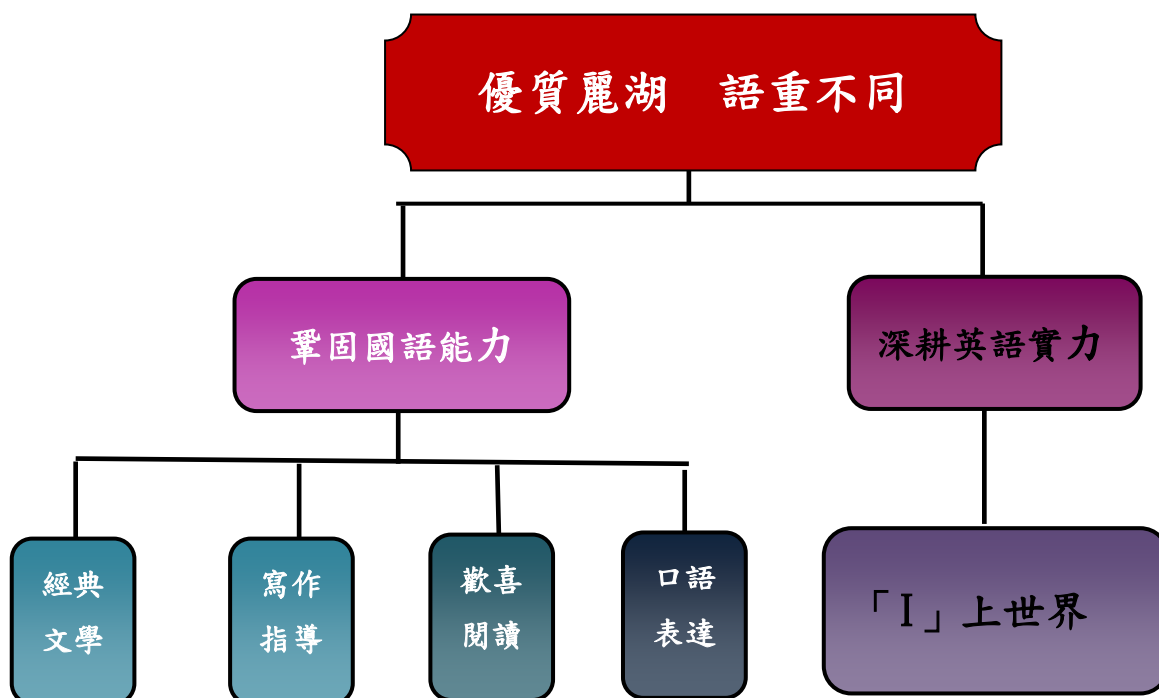 優質麗湖　語重不同
鞏固國語能力
深耕英語實力
經典
文學
寫作
指導
歡喜
閱讀
口語
表達
「I」上世界